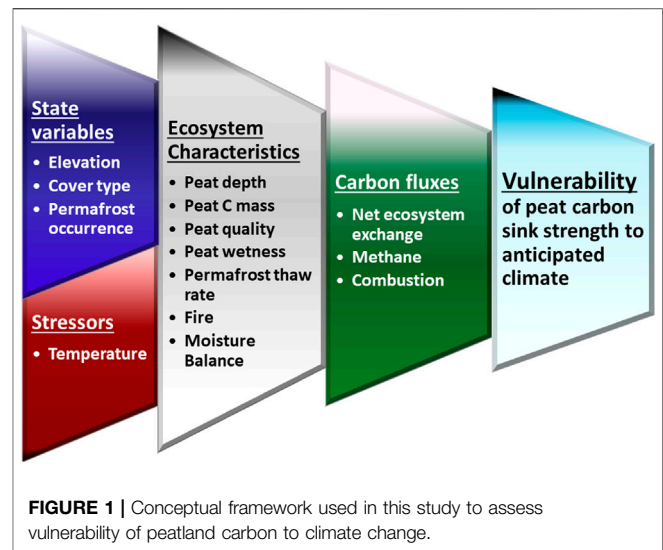 State
variables
• Elevation
• Cover type
• Permafrost
occurrence
Stressors
• Temperature
Ecosystem
Characteristics
• Peat depth
• Peat C mass
• Peat quality
• Peat wetness
• Permafrost thaw
rate
• Fire
• Moisture
Balance
Carbon fluxes
• Net ecosystem
exchange
• Methane
• Combustion
Vulnerability
of peat carbon
sink strength to
anticipated
climate
FIGURE 1 | Conceptual framework used in this study to assess
vulnerability of peatland carbon to climate change.